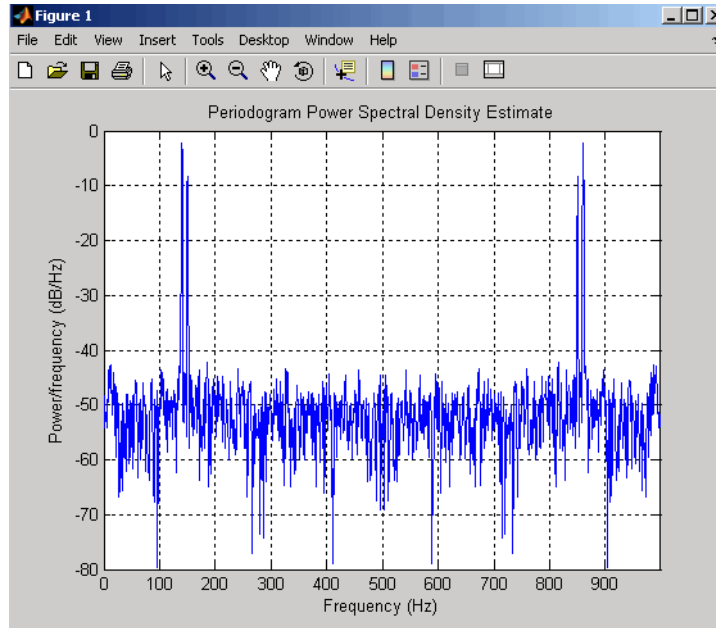 Figure 1
File Edit View Insert Tools Desktop Window Help
Periodogram Power Spectral Density Estimate
0
-10
-20
-30
-40
-50
-60
-70
-80
Power/frequency (dB/Hz)
0 100 200 300 400 500 600 700 800 900
Frequency (Hz)